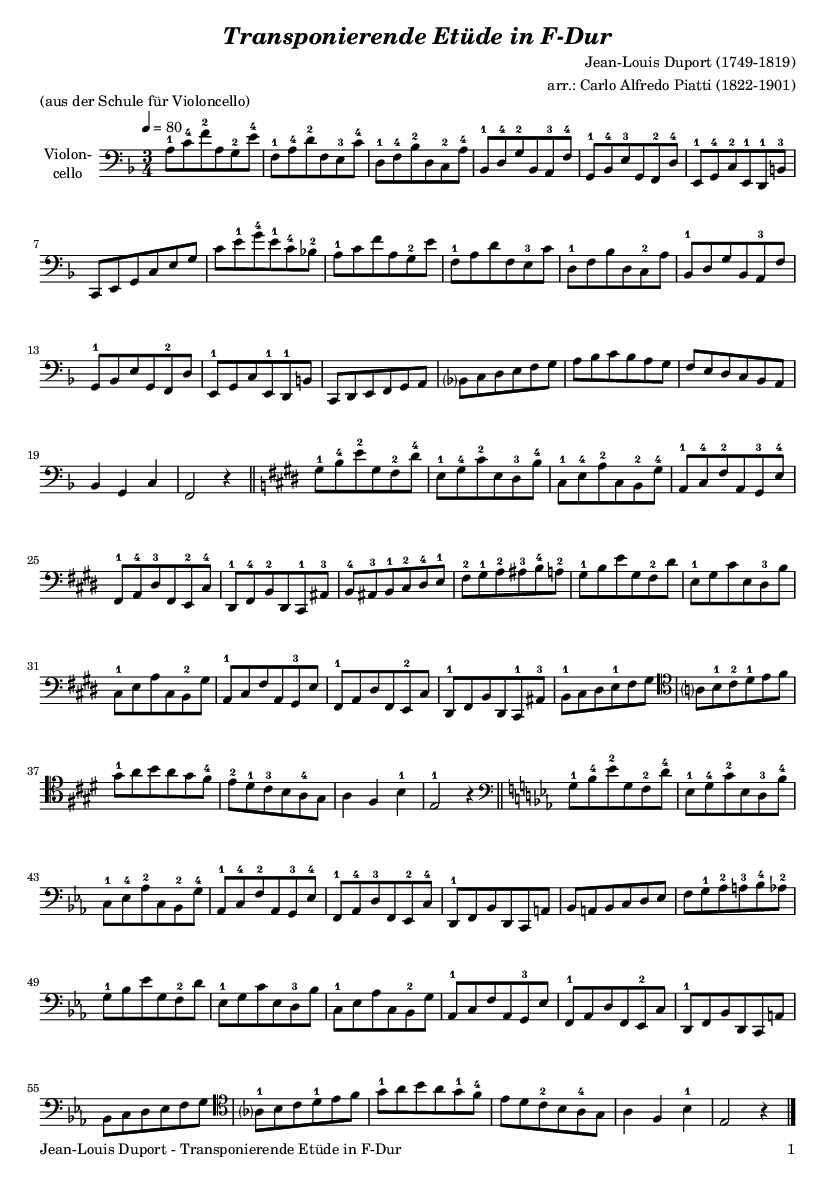 Transponierende Etüde in F-Dur
Jean-Louis Duport (1749-1819)
arr.: Carlo Alfredo Piatti (1822-1901)
(aus der Schule für Violoncello)
= 80
Violon-
cello
3
4
7
13
19
25
31
37
43
49
55
Jean-Louis Duport - Transponierende Etüde in F-Dur 1